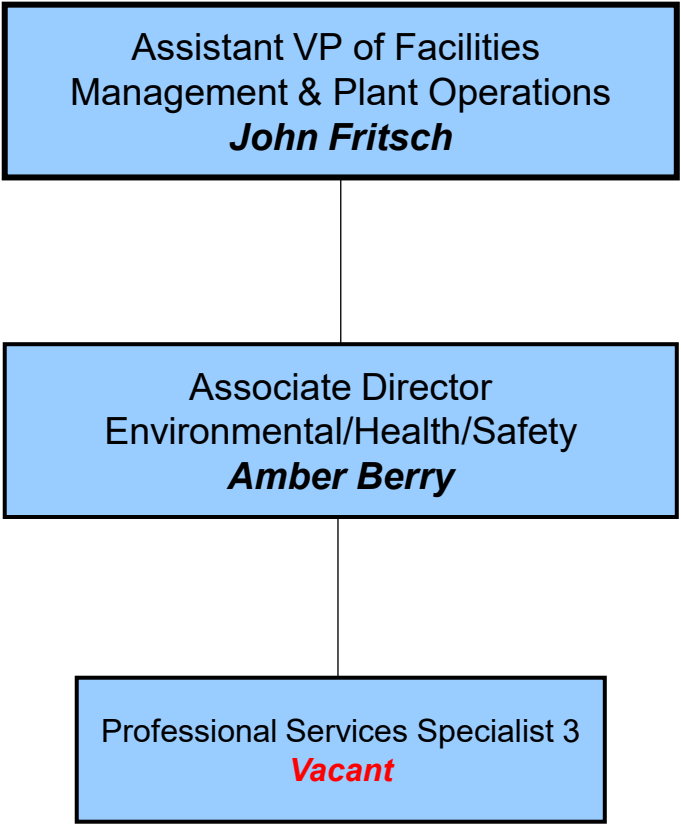 Assistant VP of Facilities
Management & Plant Operations
John Fritsch
Associate Director
Environmental/Health/Safety
Amber Berry
Professional Services Specialist 3
Vacant